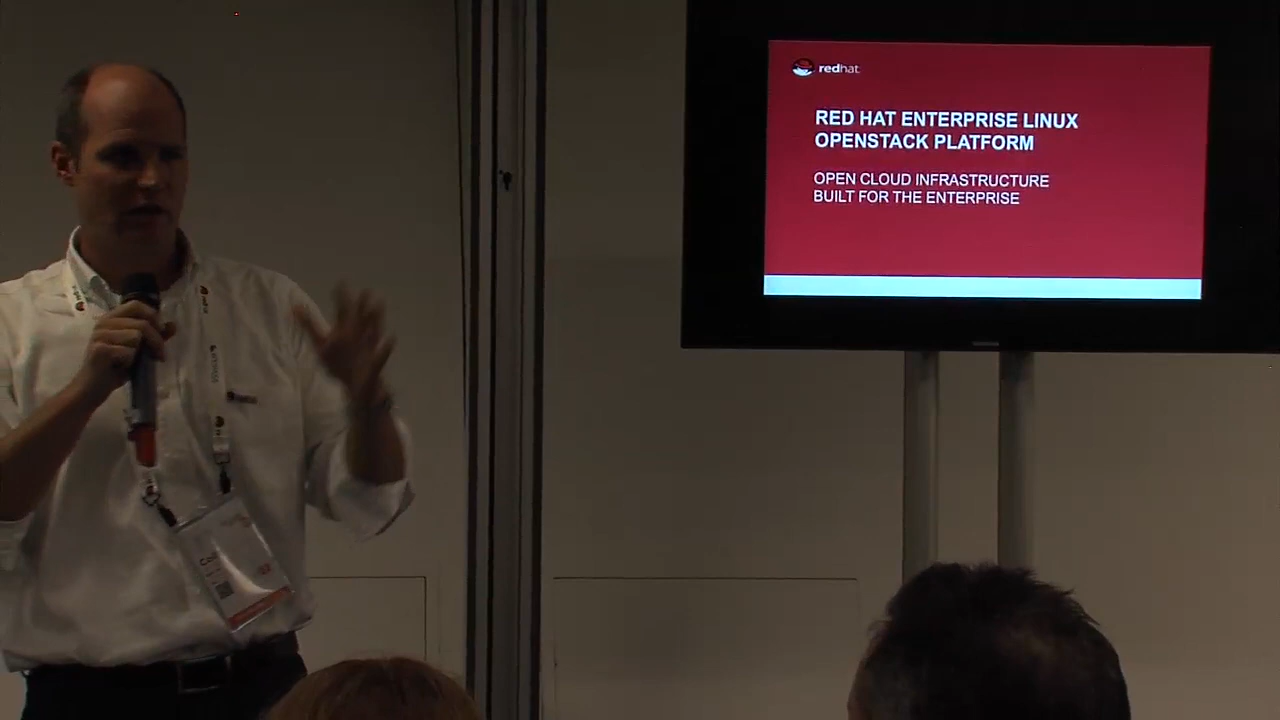 redhat
RED HAT ENTERPRISE LINUX
OPENSTACK PLATFORM
OPEN CLOUD INFRASTRUCTURE
BUILT FOR THE ENTERPRISE